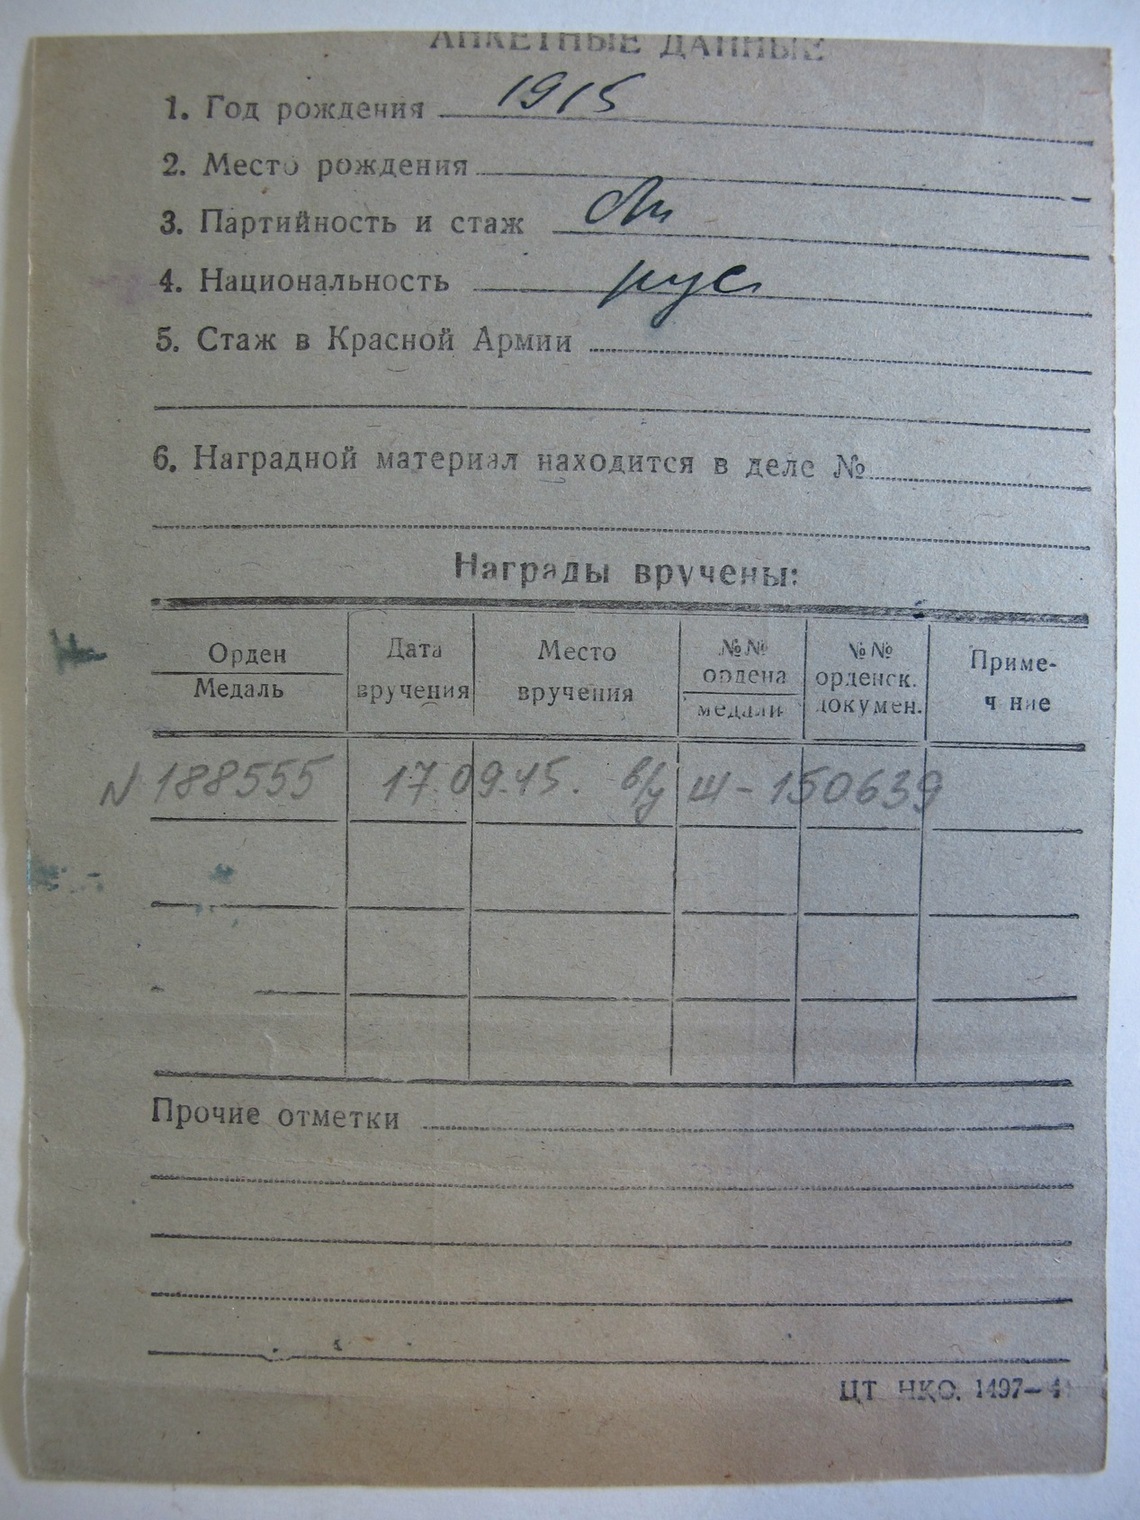 АНКЕТНЫЕ ДАННЫЕ
1. Год рождения 1915
2. Место рождения
3. Партийность и стаж
4. Национальность рус
5. Стаж в Красной Армии
6. Наградной материал находится в деле №
Награды вручены:
Орден
Медаль
Дата
вручения
Место
вручения
№№
ордена
медали
№№
орденск.
докумен.
Приме-
ч ние
N 188555 17.09.45. в/у Ш-150639
Прочие отметки
ЦТ НКО. 1497-4